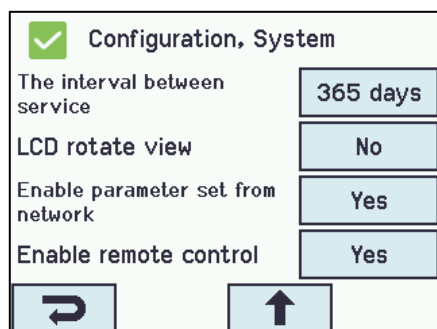 Configuration, System
The interval between
service
365 days
LCD rotate view
No
Enable parameter set from
network
Yes
Enable remote control
Yes